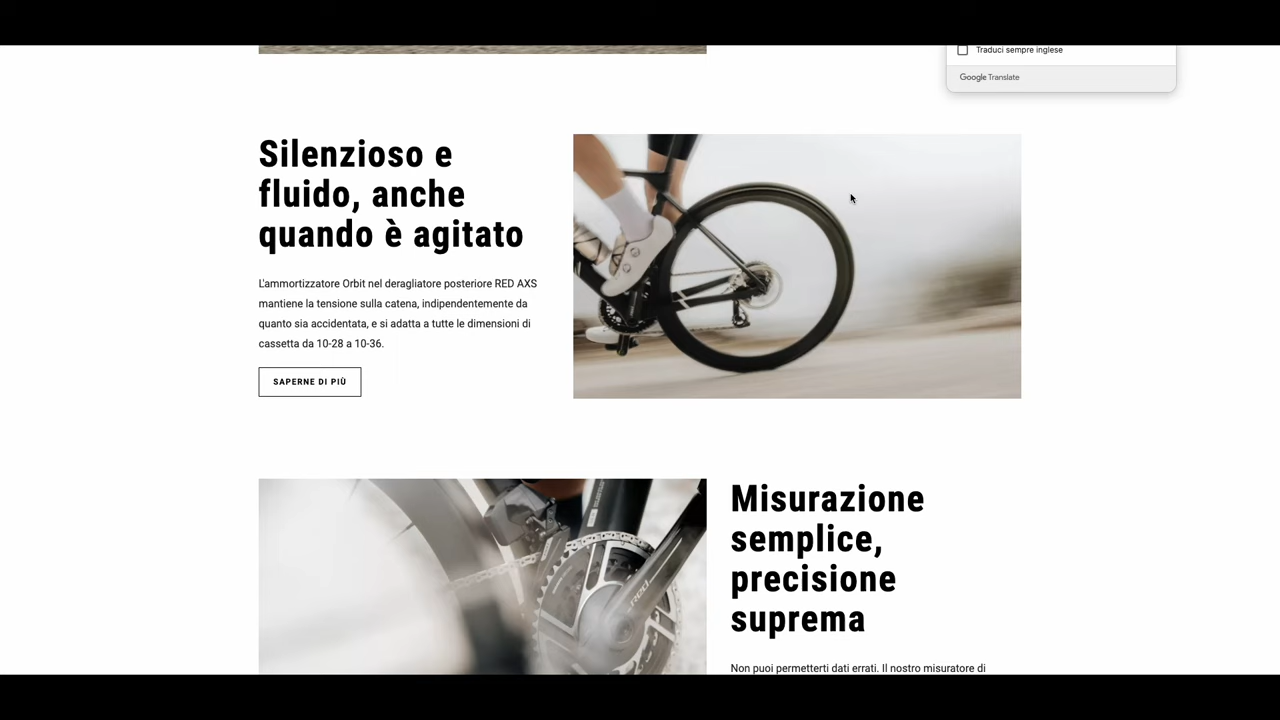 Traduci sempre inglese
Google Translate
Silenzioso e
fluido, anche
quando è agitato
L'ammortizzatore Orbit nel deragliatore posteriore RED AXS
mantiene la tensione sulla catena, indipendentemente da
quanto sia accidentata, e si adatta a tutte le dimensioni di
cassetta da 10-28 a 10-36.
SAPERNE DI PIÙ
RED
Misurazione
semplice,
precisione
suprema
Non puoi permetterti dati errati. Il nostro misuratore di